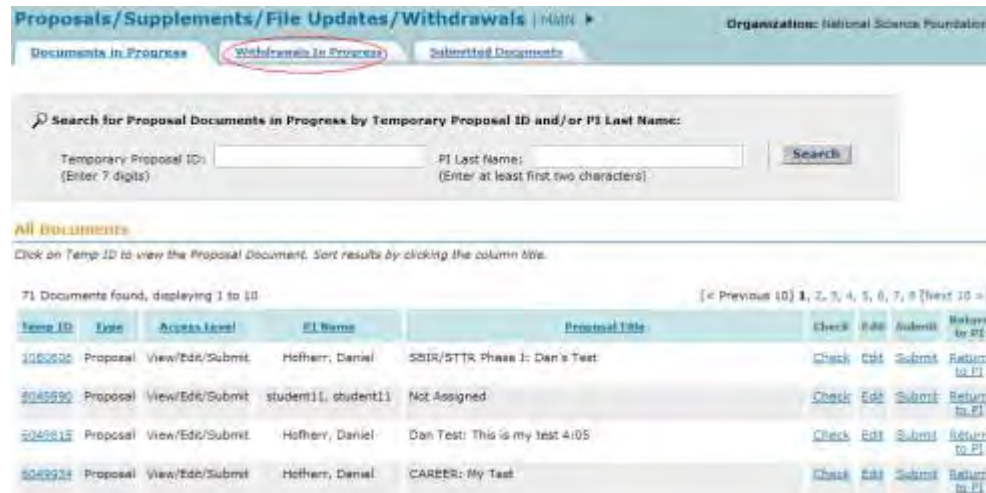 Proposals/Supplements/File Updates/Withdrawals | MAIN
Organization: National Science Foundation
Documents in Progress Withdrawals In Progress Submitted Documents
Search for Proposal Documents in Progress by Temporary Proposal ID and/or PI Last Name:
Temporary Proposal ID: PI Last Name: Search
(Enter 7 digits) (Enter at least first two characters)
All Documents
Click on Temp ID to view the Proposal Document. Sort results by clicking the column title.
71 Documents found, displaying 1 to 10 [< Previous 10] 1, 2, 3, 4, 5, 6, 7, 8 [Next 10 >
Temp ID Type Access Level PI Name Proposal Title Check Edit Submit Return to PI
Proposal View/Edit/Submit Hofherr, Daniel SBIR/STTR Phase I: Dan's Test Check Edit Submit Return to PI
Proposal View/Edit/Submit student11, student11 Not Assigned Check Edit Submit Return to PI
Proposal View/Edit/Submit Hofherr, Daniel Dan Test: This is my test 4:05 Check Edit Submit Return to PI
Proposal View/Edit/Submit Hofherr, Daniel CAREER: My Test Check Edit Submit Return to PI